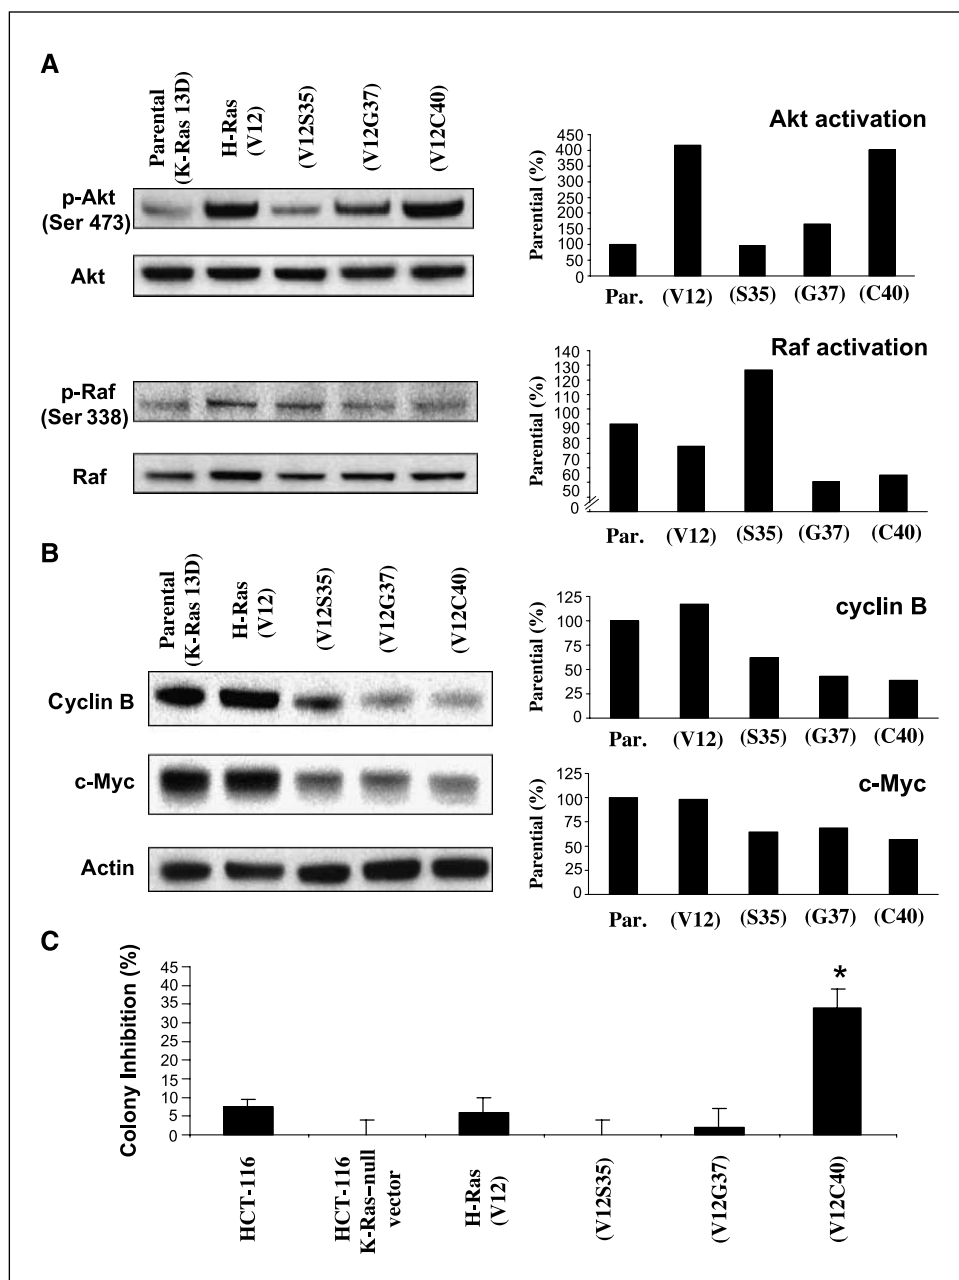 A
Parental
(K-Ras 13D)
H-Ras
(V12)
(V12S35)
(V12G37)
(V12C40)
p-Akt
(Ser 473)
Akt
Akt activation
Parential (%)
450
400
350
300
250
200
150
100
50
0
Par.
(V12)
(S35)
(G37)
(C40)
p-Raf
(Ser 338)
Raf
Raf activation
Parential (%)
140
130
120
110
100
90
80
70
60
50
0
Par.
(V12)
(S35)
(G37)
(C40)
B
Parental
(K-Ras 13D)
H-Ras
(V12)
(V12S35)
(V12G37)
(V12C40)
Cyclin B
c-Myc
Actin
cyclin B
Parential (%)
125
100
75
50
25
0
Par.
(V12)
(S35)
(G37)
(C40)
c-Myc
Parential (%)
125
100
75
50
25
0
Par.
(V12)
(S35)
(G37)
(C40)
C
Colony Inhibition (%)
45
40
35
30
25
20
15
10
5
0
*
HCT-116
HCT-116
K-Ras–null
vector
H-Ras
(V12)
(V12S35)
(V12G37)
(V12C40)